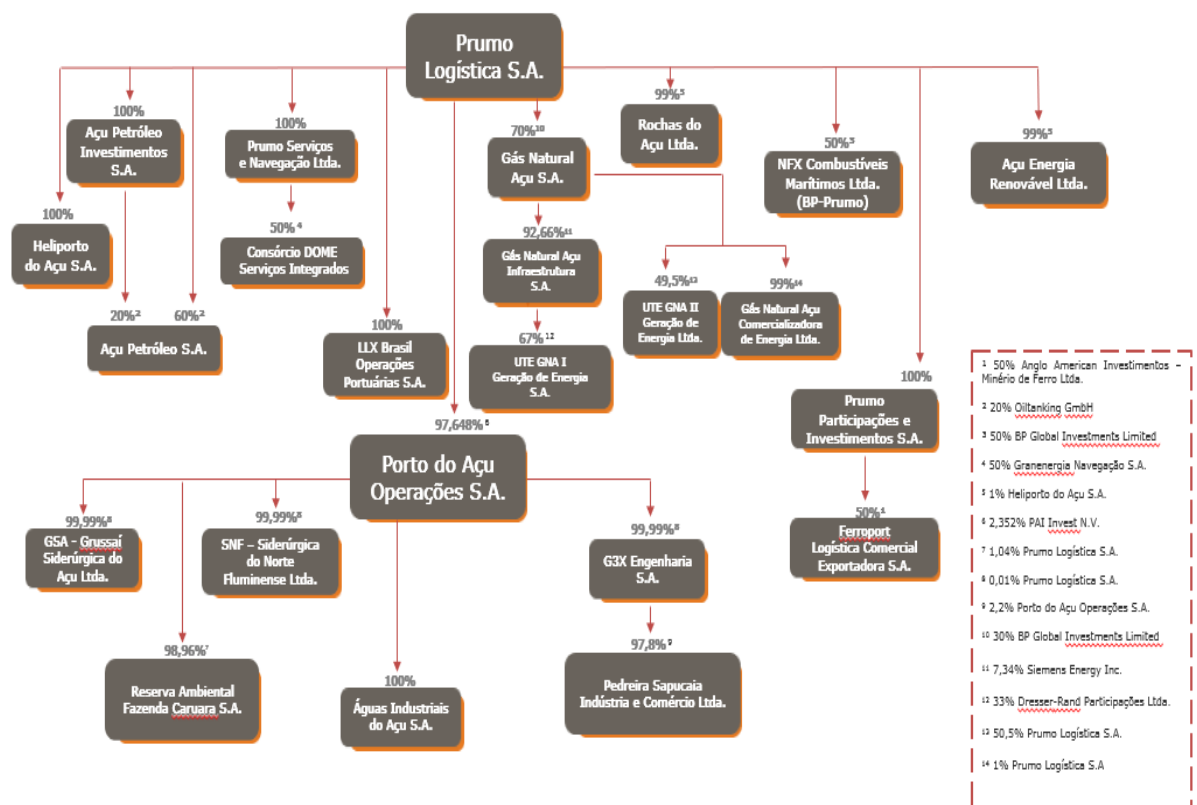 Prumo
Logística S.A.
100%
Açu Petróleo
Investimentos
S.A.
100%
Prumo Serviços
e Navegação Ltda.
70%¹⁰
Gás Natural
Açu S.A.
99%⁵
Rochas do
Açu Ltda.
50%³
NFX Combustíveis
Marítimos Ltda.
(BP-Prumo)
99%⁵
Açu Energia
Renovável Ltda.
100%
Heliporto
do Açu S.A.
50% ⁴
Consórcio DOME
Serviços Integrados
92,66%¹¹
Gás Natural Açu
Infraestrutura
S.A.
49,5%¹³
UTE GNA II
Geração de
Energia Ltda.
99%¹⁴
Gás Natural Açu
Comercializadora
de Energia Ltda.
20%²
60%²
Açu Petróleo S.A.
100%
LLX Brasil
Operações
Portuárias S.A.
67% ¹²
UTE GNA I
Geração de Energia
S.A.
100%
Prumo
Participações e
Investimentos S.A.
97,648%⁶
Porto do Açu
Operações S.A.
50%¹
Ferroport
Logística Comercial
Exportadora S.A.
99,99%⁸
GSA - Grussaí
Siderúrgica do
Açu Ltda.
99,99%⁸
SNF – Siderúrgica
do Norte
Fluminense Ltda.
99,99%⁸
G3X Engenharia
S.A.
98,96%⁷
Reserva Ambiental
Fazenda Caruara S.A.
100%
Águas Industriais
do Açu S.A.
97,8%⁹
Pedreira Sapucaia
Indústria e Comércio Ltda.
¹ 50% Anglo American Investimentos –
Minério de Ferro Ltda.
² 20% Oiltanking GmbH
³ 50% BP Global Investments Limited
⁴ 50% Granenergia Navegação S.A.
⁵ 1% Heliporto do Açu S.A.
⁶ 2,352% PAI Invest N.V.
⁷ 1,04% Prumo Logística S.A.
⁸ 0,01% Prumo Logística S.A.
⁹ 2,2% Porto do Açu Operações S.A.
¹⁰ 30% BP Global Investments Limited
¹¹ 7,34% Siemens Energy Inc.
¹² 33% Dresser-Rand Participações Ltda.
¹³ 50,5% Prumo Logística S.A.
¹⁴ 1% Prumo Logística S.A